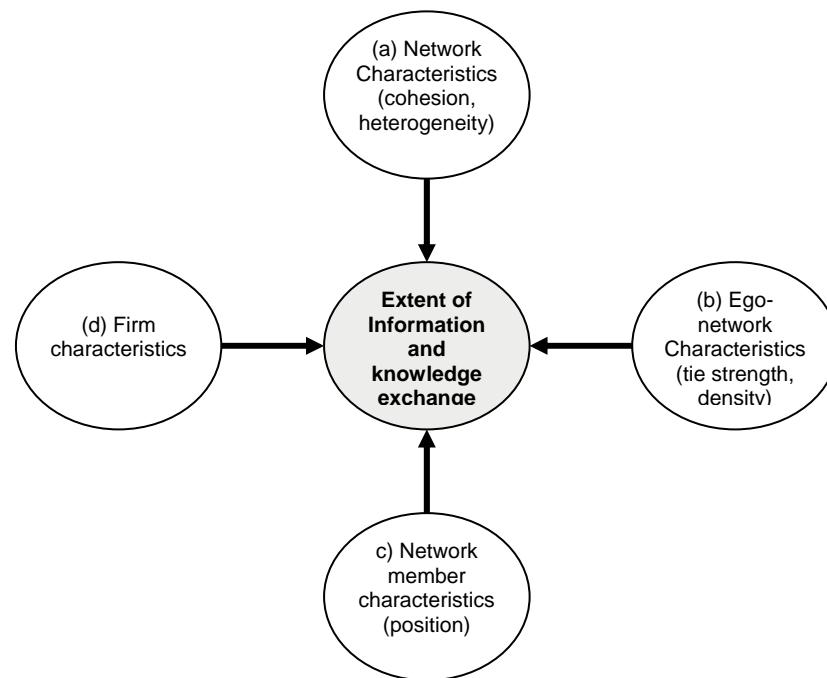 (a) Network
Characteristics
(cohesion,
heterogeneity)
(d) Firm
characteristics
Extent of
Information
and
knowledge
exchange
(b) Ego-
network
Characteristics
(tie strength,
density)
c) Network
member
characteristics
(position)